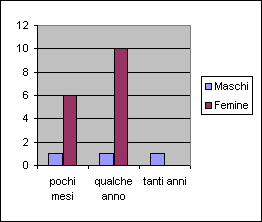 12
10
8
6
4
2
0
pochi mesi
qualche anno
tanti anni
Maschi
Femine